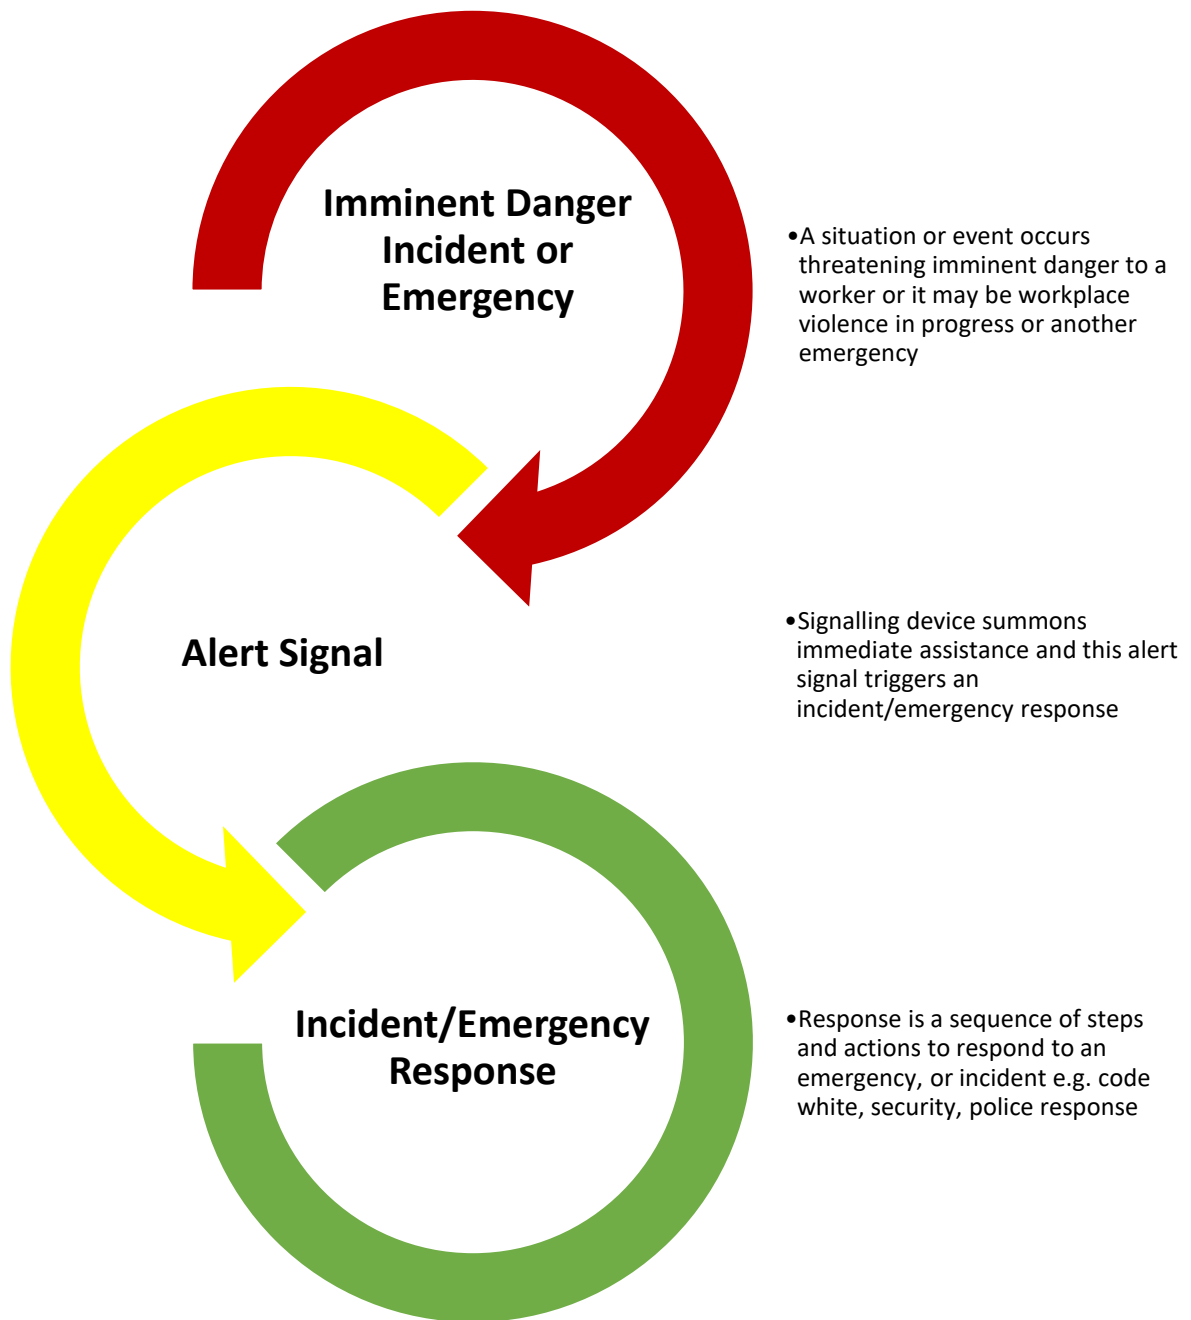 Imminent Danger
Incident or
Emergency
•A situation or event occurs
threatening imminent danger to a
worker or it may be workplace
violence in progress or another
emergency
Alert Signal
•Signalling device summons
immediate assistance and this alert
signal triggers an
incident/emergency response
Incident/Emergency
Response
•Response is a sequence of steps
and actions to respond to an
emergency, or incident e.g. code
white, security, police response